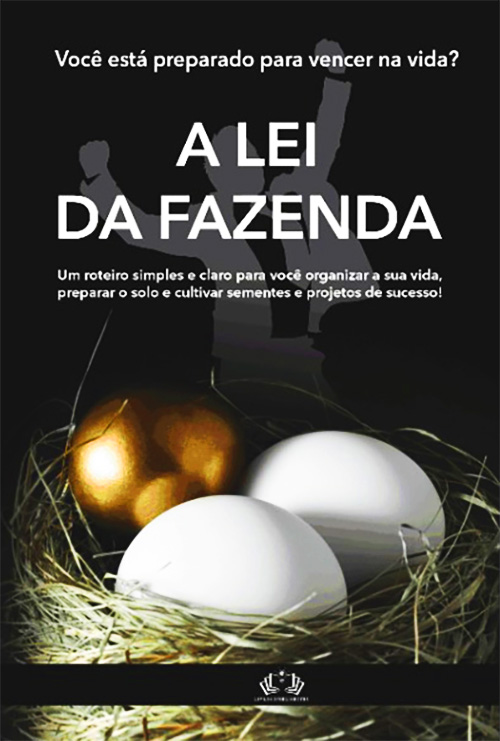 Você está preparado para vencer na vida?
A LEI
DA FAZENDA
Um roteiro simples e claro para você organizar a sua vida,
preparar o solo e cultivar sementes e projetos de sucesso!